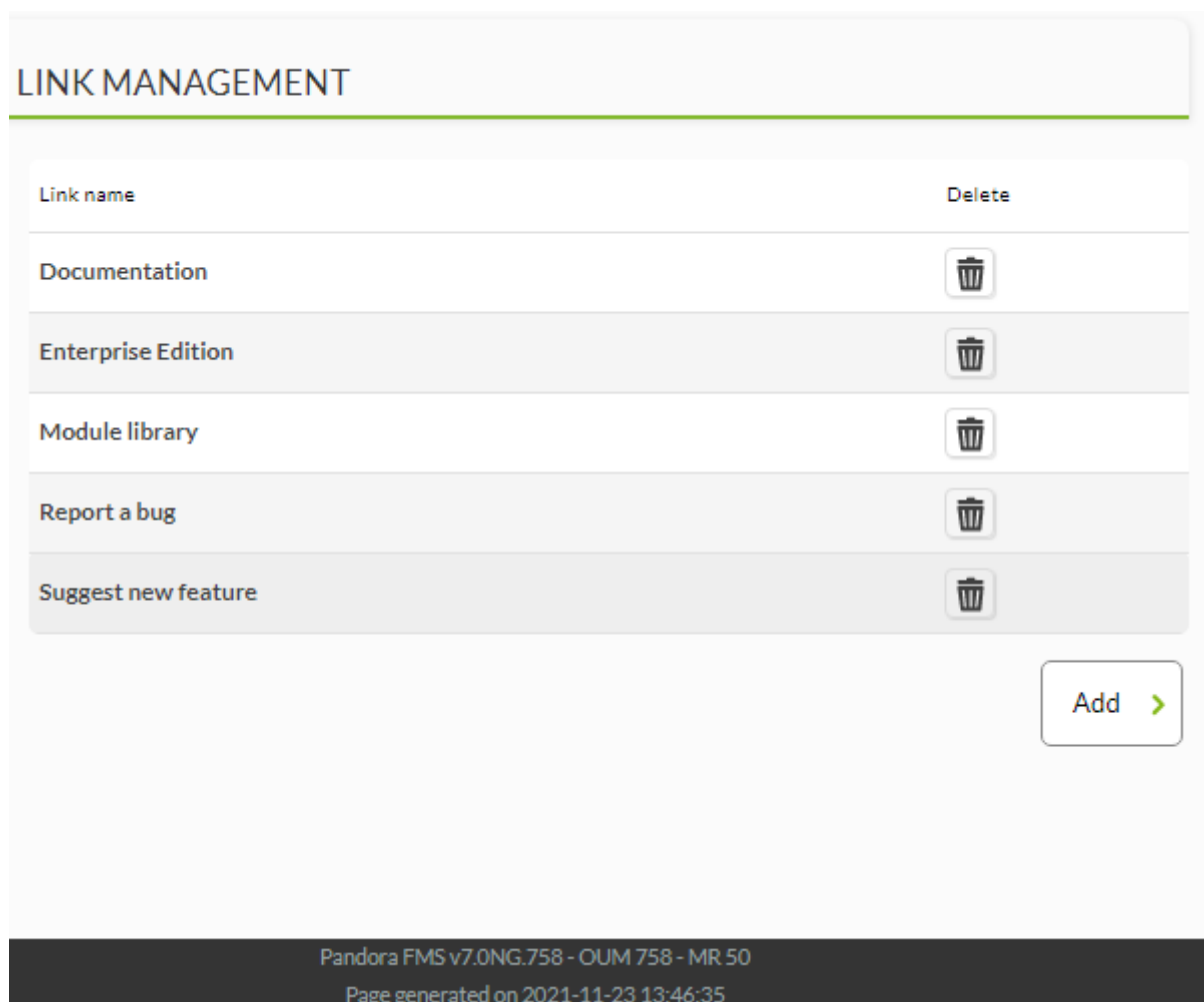 LINK MANAGEMENT
Link name Delete
Documentation
Enterprise Edition
Module library
Report a bug
Suggest new feature
Add
Pandora FMS v7.0NG.758 - OUM 758 - MR 50
Page generated on 2021-11-23 13:46:35